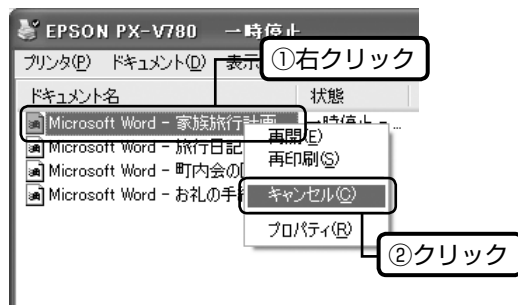 EPSON PX-V780 一時停止
プリンタ(P) ドキュメント(D) 表示
①右クリック
ドキュメント名 状態
Microsoft Word - 家族旅行計画 一時停止 - ...
Microsoft Word - 旅行日記
Microsoft Word - 町内会の
Microsoft Word - お礼の手
再開(E)
再印刷(S)
キャンセル(C)
プロパティ(R)
②クリック